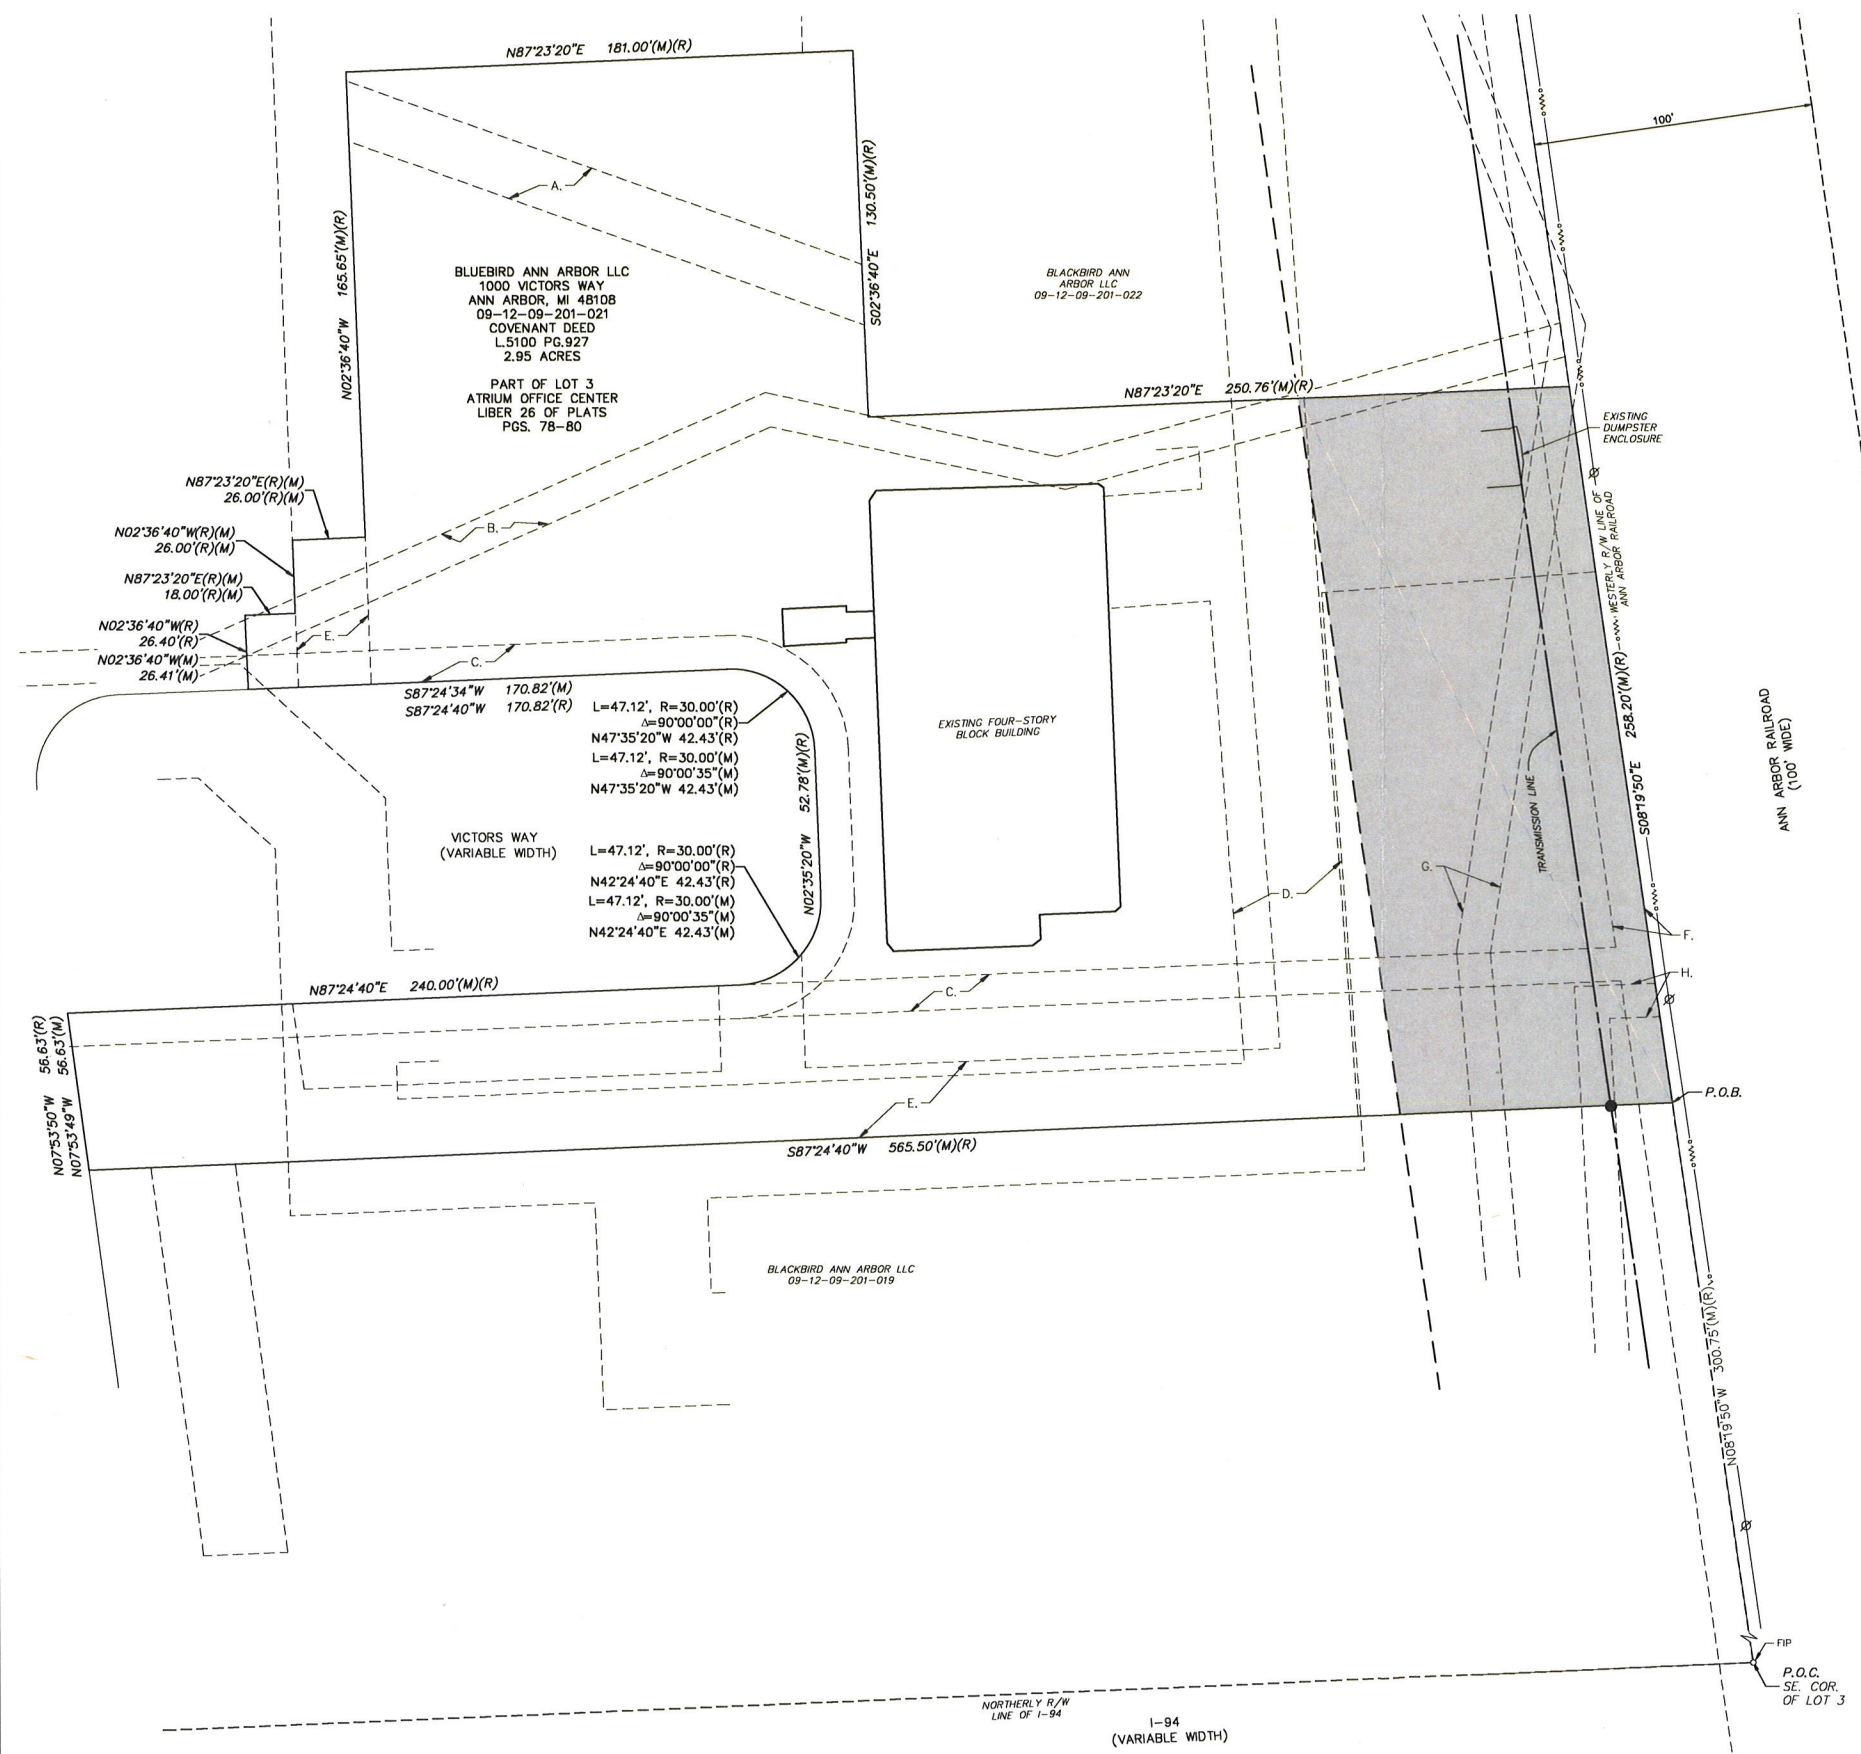 N87°23'20"E 181.00'(M)(R)
100'
A.
S02°36'40"E 130.50'(M)(R)
N02°36'40"W 165.65'(M)(R)
BLUEBIRD ANN ARBOR LLC
1000 VICTORS WAY
ANN ARBOR, MI 48108
09-12-09-201-021
COVENANT DEED
L.5100 PG.927
2.95 ACRES
PART OF LOT 3
ATRIUM OFFICE CENTER
LIBER 26 OF PLATS
PGS. 78-80
BLACKBIRD ANN
ARBOR LLC
09-12-09-201-022
N87°23'20"E 250.76'(M)(R)
EXISTING
DUMPSTER
ENCLOSURE
N87°23'20"E(R)(M)
26.00'(R)(M)
N02°36'40"W(R)(M)
26.00'(R)(M)
N87°23'20"E(R)(M)
18.00'(R)(M)
N02°36'40"W(R)
26.40'(R)
N02°36'40"W(M)
26.41'(M)
B.
E.
C.
S87°24'34"W 170.82'(M)
S87°24'40"W 170.82'(R)
L=47.12', R=30.00'(R)
Δ=90°00'00"(R)
N47°35'20"W 42.43'(R)
L=47.12', R=30.00'(M)
Δ=90°00'35"(M)
N47°35'20"W 42.43'(M)
N02°35'20"W 52.78'(M)(R)
EXISTING FOUR-STORY
BLOCK BUILDING
WESTERLY R/W LINE OF
ANN ARBOR RAILROAD
S08°19'50"E 258.20'(M)(R)
TRANSMISSION LINE
ANN ARBOR RAILROAD
(100' WIDE)
VICTORS WAY
(VARIABLE WIDTH)
L=47.12', R=30.00'(R)
Δ=90°00'00"(R)
N42°24'40"E 42.43'(R)
L=47.12', R=30.00'(M)
Δ=90°00'35"(M)
N42°24'40"E 42.43'(M)
G.
D.
F.
H.
C.
N87°24'40"E 240.00'(M)(R)
N07°53'50"W 56.63'(R)
N07°53'49"W 56.63'(M)
E.
P.O.B.
S87°24'40"W 565.50'(M)(R)
BLACKBIRD ANN ARBOR LLC
09-12-09-201-019
N08°19'50"W 300.75'(M)(R)
FIP
P.O.C.
SE. COR.
OF LOT 3
NORTHERLY R/W
LINE OF I-94
I-94
(VARIABLE WIDTH)